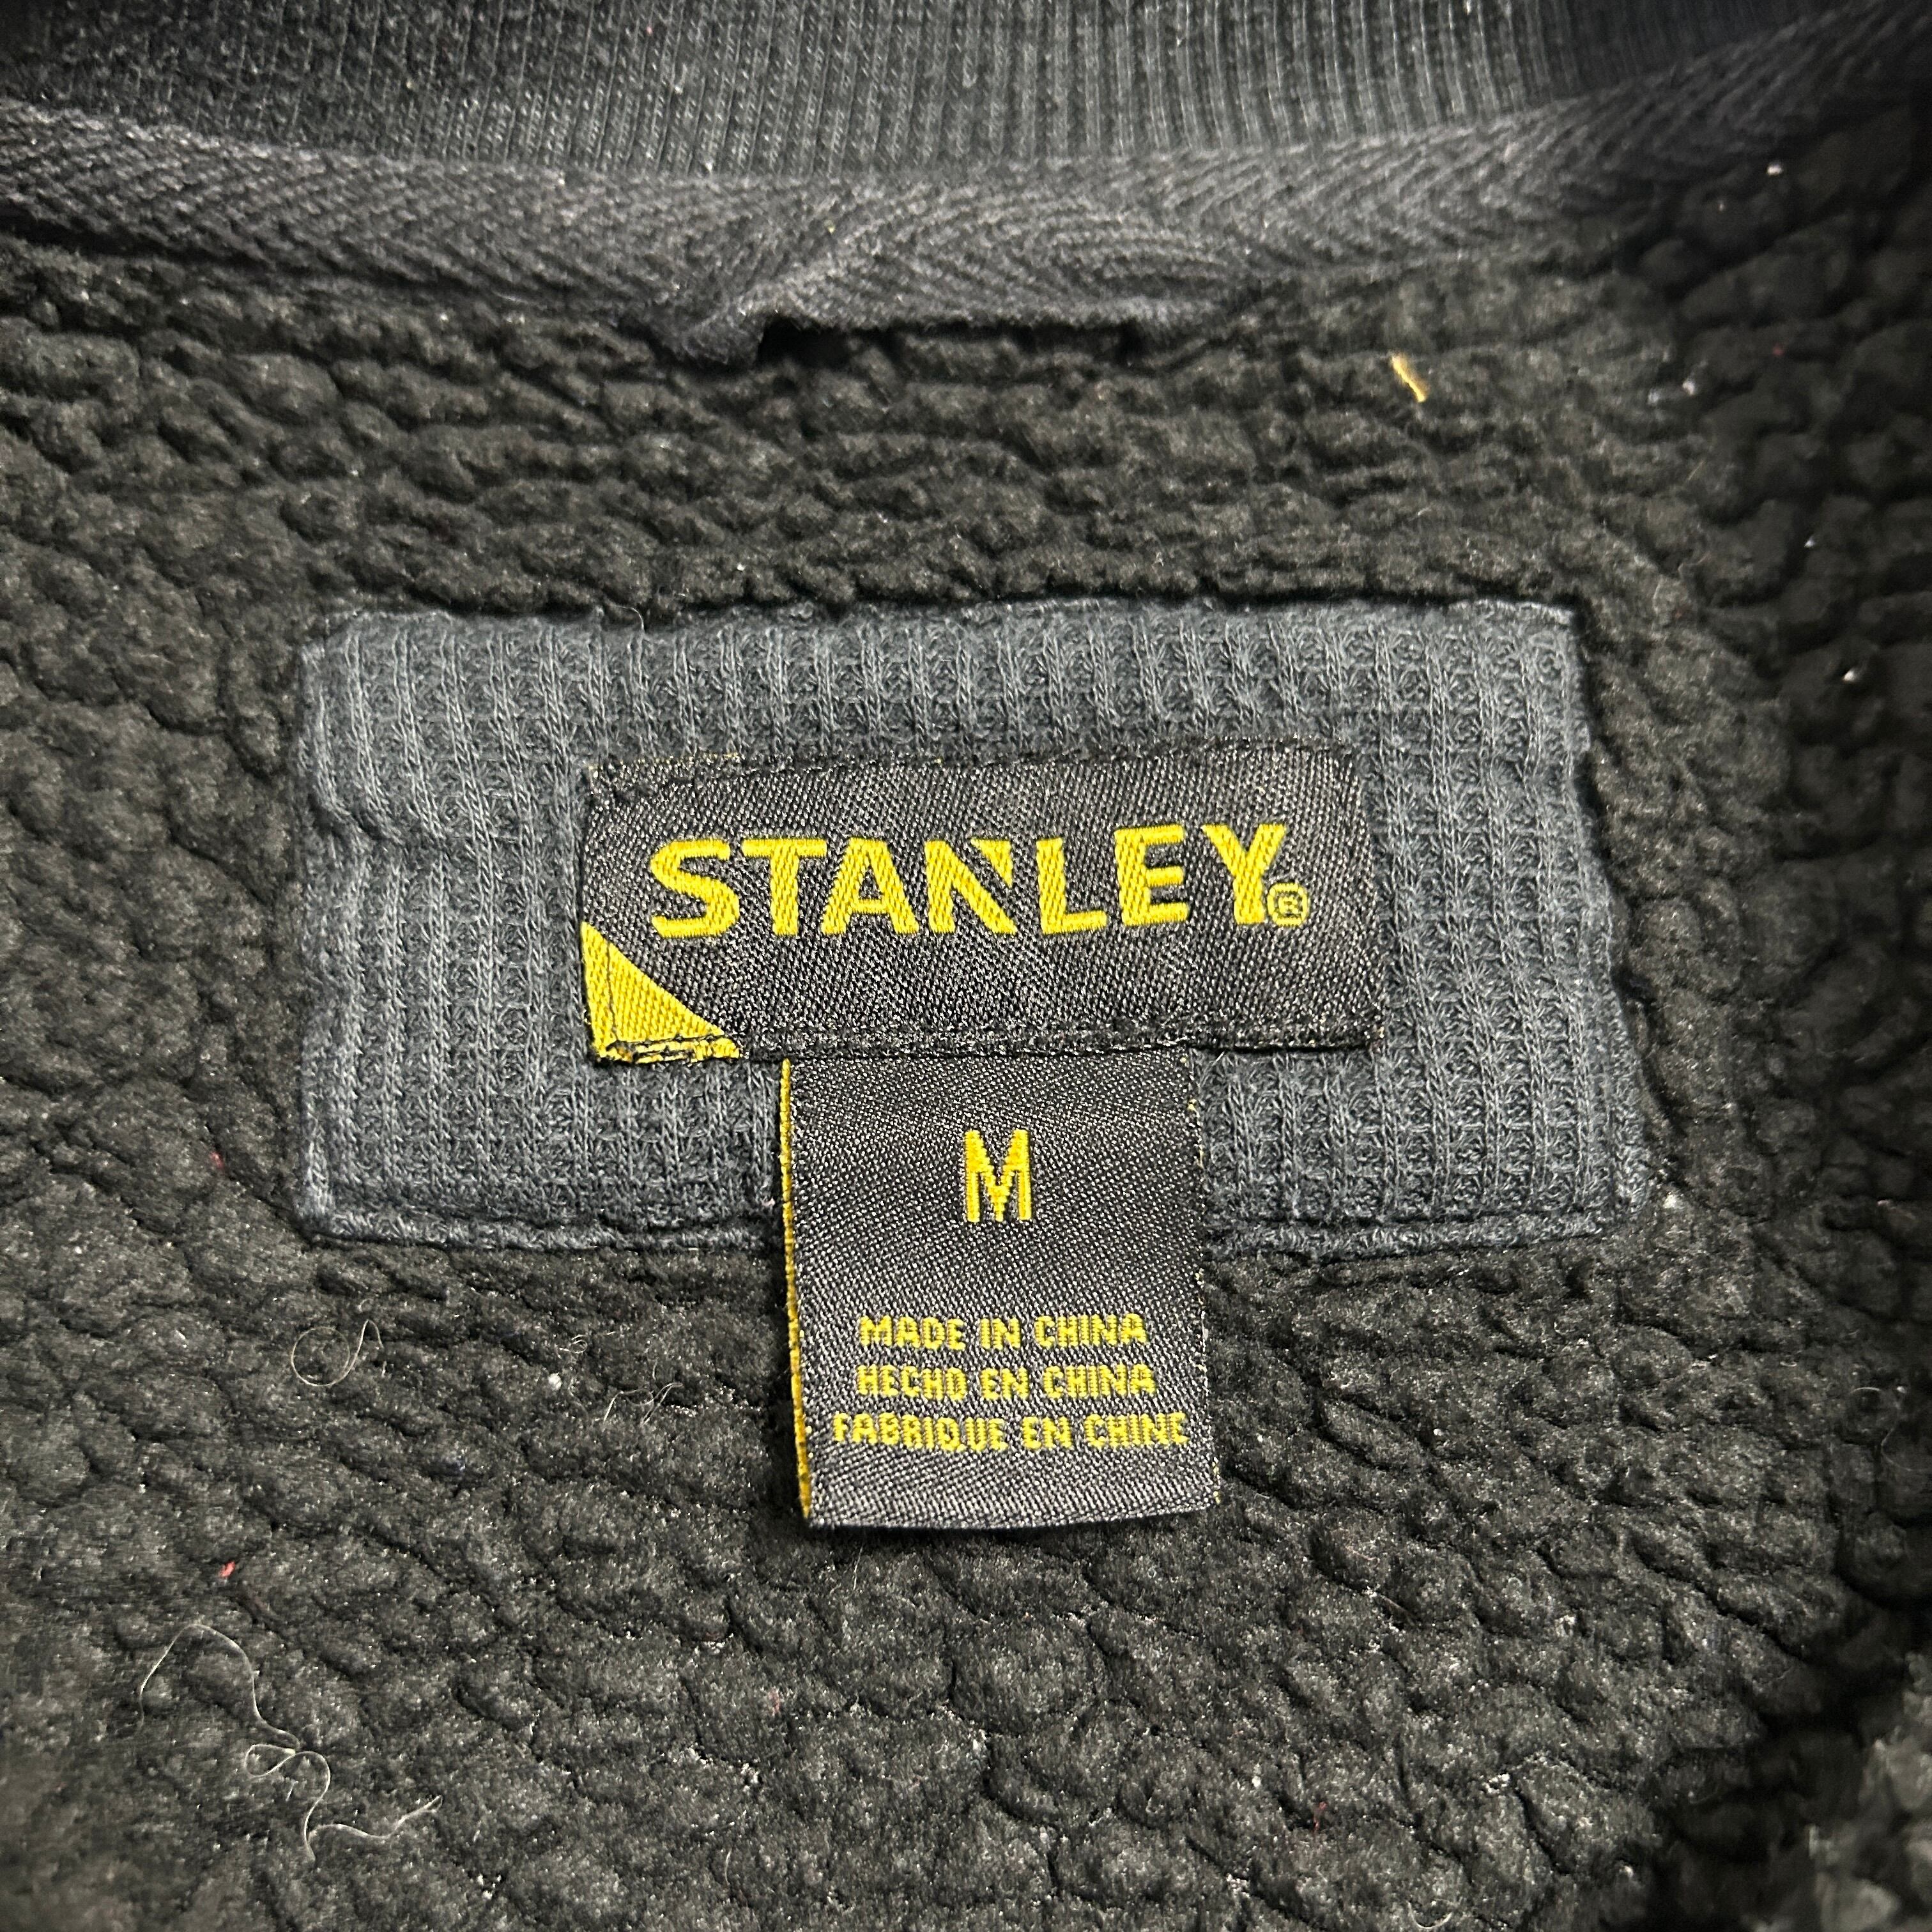 STANLEY®
M
MADE IN CHINA
HECHO EN CHINA
FABRIQUE EN CHINE